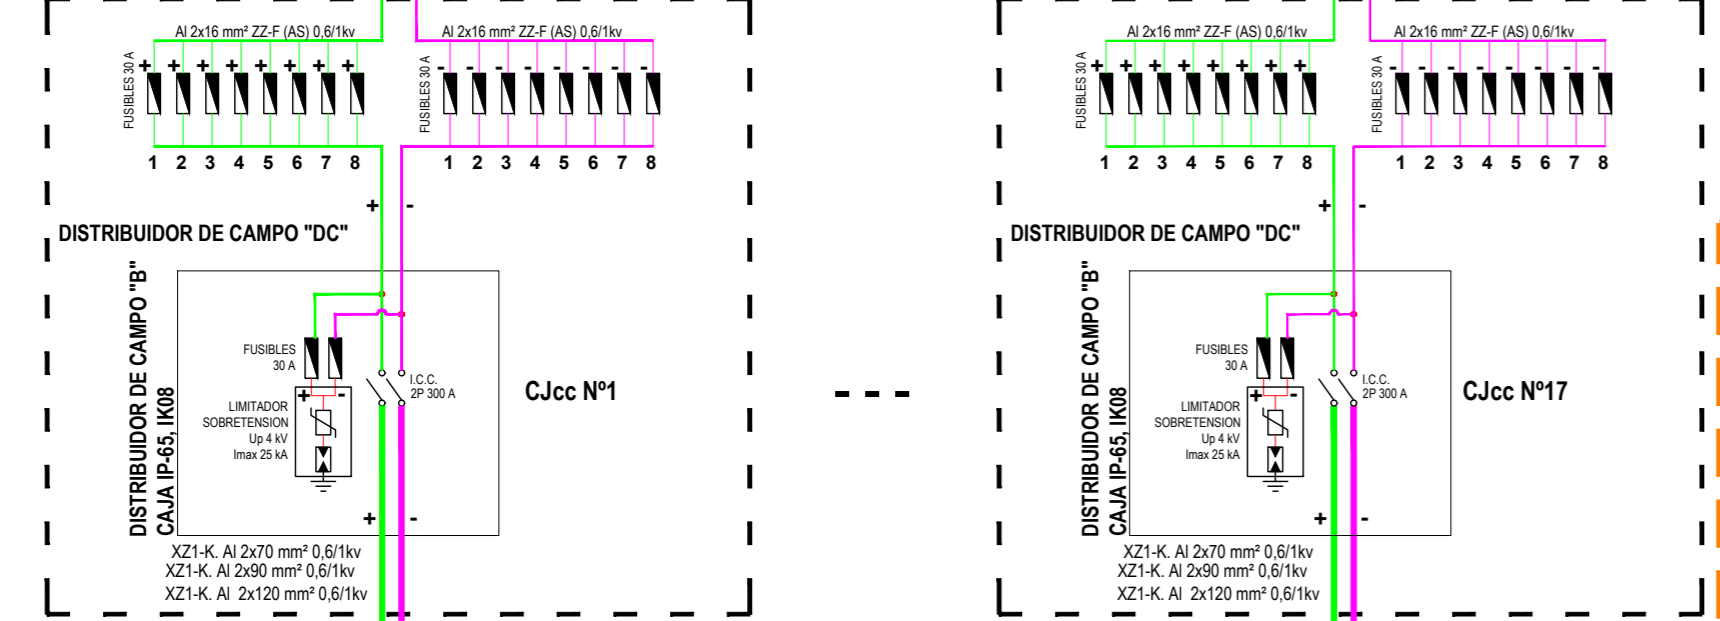 Al 2x16 mm² ZZ-F (AS) 0,6/1kv
Al 2x16 mm² ZZ-F (AS) 0,6/1kv
FUSIBLES 30 A
+ + + + + + + +
FUSIBLES 30 A
- - - - - - - -
1 2 3 4 5 6 7 8
1 2 3 4 5 6 7 8
+ -
DISTRIBUIDOR DE CAMPO "DC"
DISTRIBUIDOR DE CAMPO "B"
CAJA IP-65, IK08
FUSIBLES
30 A
+ -
LIMITADOR
SOBRETENSION
Up 4 kV
Imax 25 kA
I.C.C.
2P 300 A
CJcc Nº1
+ -
XZ1-K. Al 2x70 mm² 0,6/1kv
XZ1-K. Al 2x90 mm² 0,6/1kv
XZ1-K. Al 2x120 mm² 0,6/1kv
Al 2x16 mm² ZZ-F (AS) 0,6/1kv
Al 2x16 mm² ZZ-F (AS) 0,6/1kv
FUSIBLES 30 A
+ + + + + + + +
FUSIBLES 30 A
- - - - - - - -
1 2 3 4 5 6 7 8
1 2 3 4 5 6 7 8
+ -
DISTRIBUIDOR DE CAMPO "DC"
DISTRIBUIDOR DE CAMPO "B"
CAJA IP-65, IK08
FUSIBLES
30 A
+ -
LIMITADOR
SOBRETENSION
Up 4 kV
Imax 25 kA
I.C.C.
2P 300 A
CJcc Nº17
+ -
XZ1-K. Al 2x70 mm² 0,6/1kv
XZ1-K. Al 2x90 mm² 0,6/1kv
XZ1-K. Al 2x120 mm² 0,6/1kv